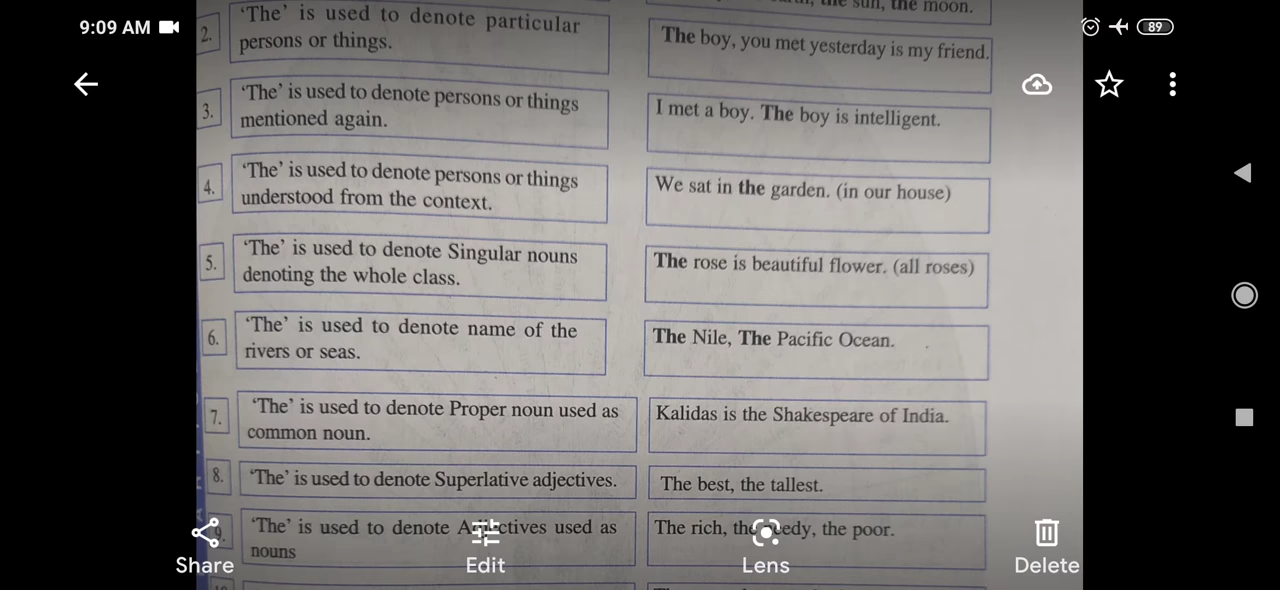 9:09 AM
89
the sun, the moon.
2. 'The' is used to denote particular
persons or things.
The boy, you met yesterday is my friend.
3. 'The' is used to denote persons or things
mentioned again.
I met a boy. The boy is intelligent.
4. 'The' is used to denote persons or things
understood from the context.
We sat in the garden. (in our house)
5. 'The' is used to denote Singular nouns
denoting the whole class.
The rose is beautiful flower. (all roses)
6. 'The' is used to denote name of the
rivers or seas.
The Nile, The Pacific Ocean.
7. 'The' is used to denote Proper noun used as
common noun.
Kalidas is the Shakespeare of India.
8. 'The' is used to denote Superlative adjectives.
The best, the tallest.
9. 'The' is used to denote Adjectives used as
nouns
The rich, the needy, the poor.
Share
Edit
Lens
Delete